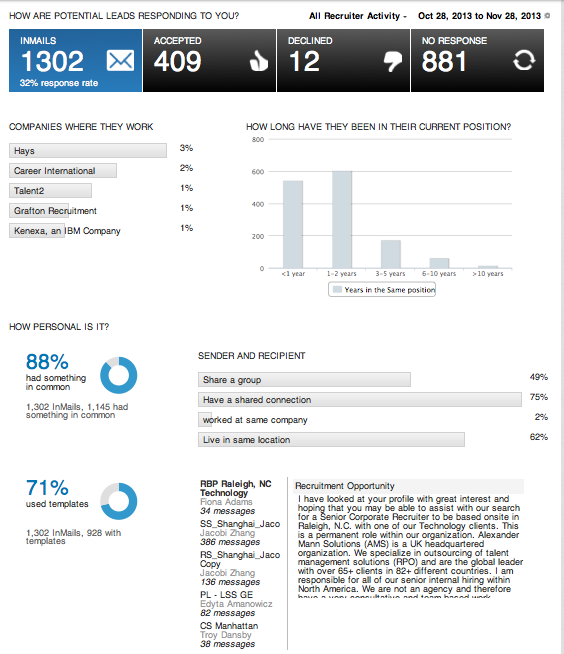 HOW ARE POTENTIAL LEADS RESPONDING TO YOU?
All Recruiter Activity - Oct 28, 2013 to Nov 28, 2013
INMAILS
1302
32% response rate
ACCEPTED
409
DECLINED
12
NO RESPONSE
881
COMPANIES WHERE THEY WORK
Hays 3%
Career International 2%
Talent2 1%
Grafton Recruitment 1%
Kenexa, an IBM Company 1%
HOW LONG HAVE THEY BEEN IN THEIR CURRENT POSITION?
800
600
400
200
0
<1 year 1-2 years 3-5 years 6-10 years >10 years
Years in the Same position
HOW PERSONAL IS IT?
88%
had something
in common
1,302 InMails, 1,145 had
something in common
SENDER AND RECIPIENT
Share a group 49%
Have a shared connection 75%
worked at same company 2%
Live in same location 62%
71%
used templates
1,302 InMails, 928 with
templates
RBP Raleigh, NC
Technology
Fiona Adams
34 messages
SS_Shanghai_Jaco
Jacobi Zhang
386 messages
RS_Shanghai_Jaco
Copy
Jacobi Zhang
136 messages
PL - LSS GE
Edyta Amanowicz
82 messages
CS Manhattan
Troy Dansby
38 messages
Recruitment Opportunity
I have looked at your profile with great interest and
hoping that you may be able to assist with our search
for a Senior Corporate Recruiter to be based onsite in
Raleigh, N.C. with one of our Technology clients. This
is a permanent role within our organization. Alexander
Mann Solutions (AMS) is a UK headquartered
organization. We specialize in outsourcing of talent
management solutions (RPO) and are the global leader
with over 65+ clients in 82+ different countries. I am
responsible for all of our senior internal hiring within
North America. We are not an agency and therefore
have a very consultative and team based work